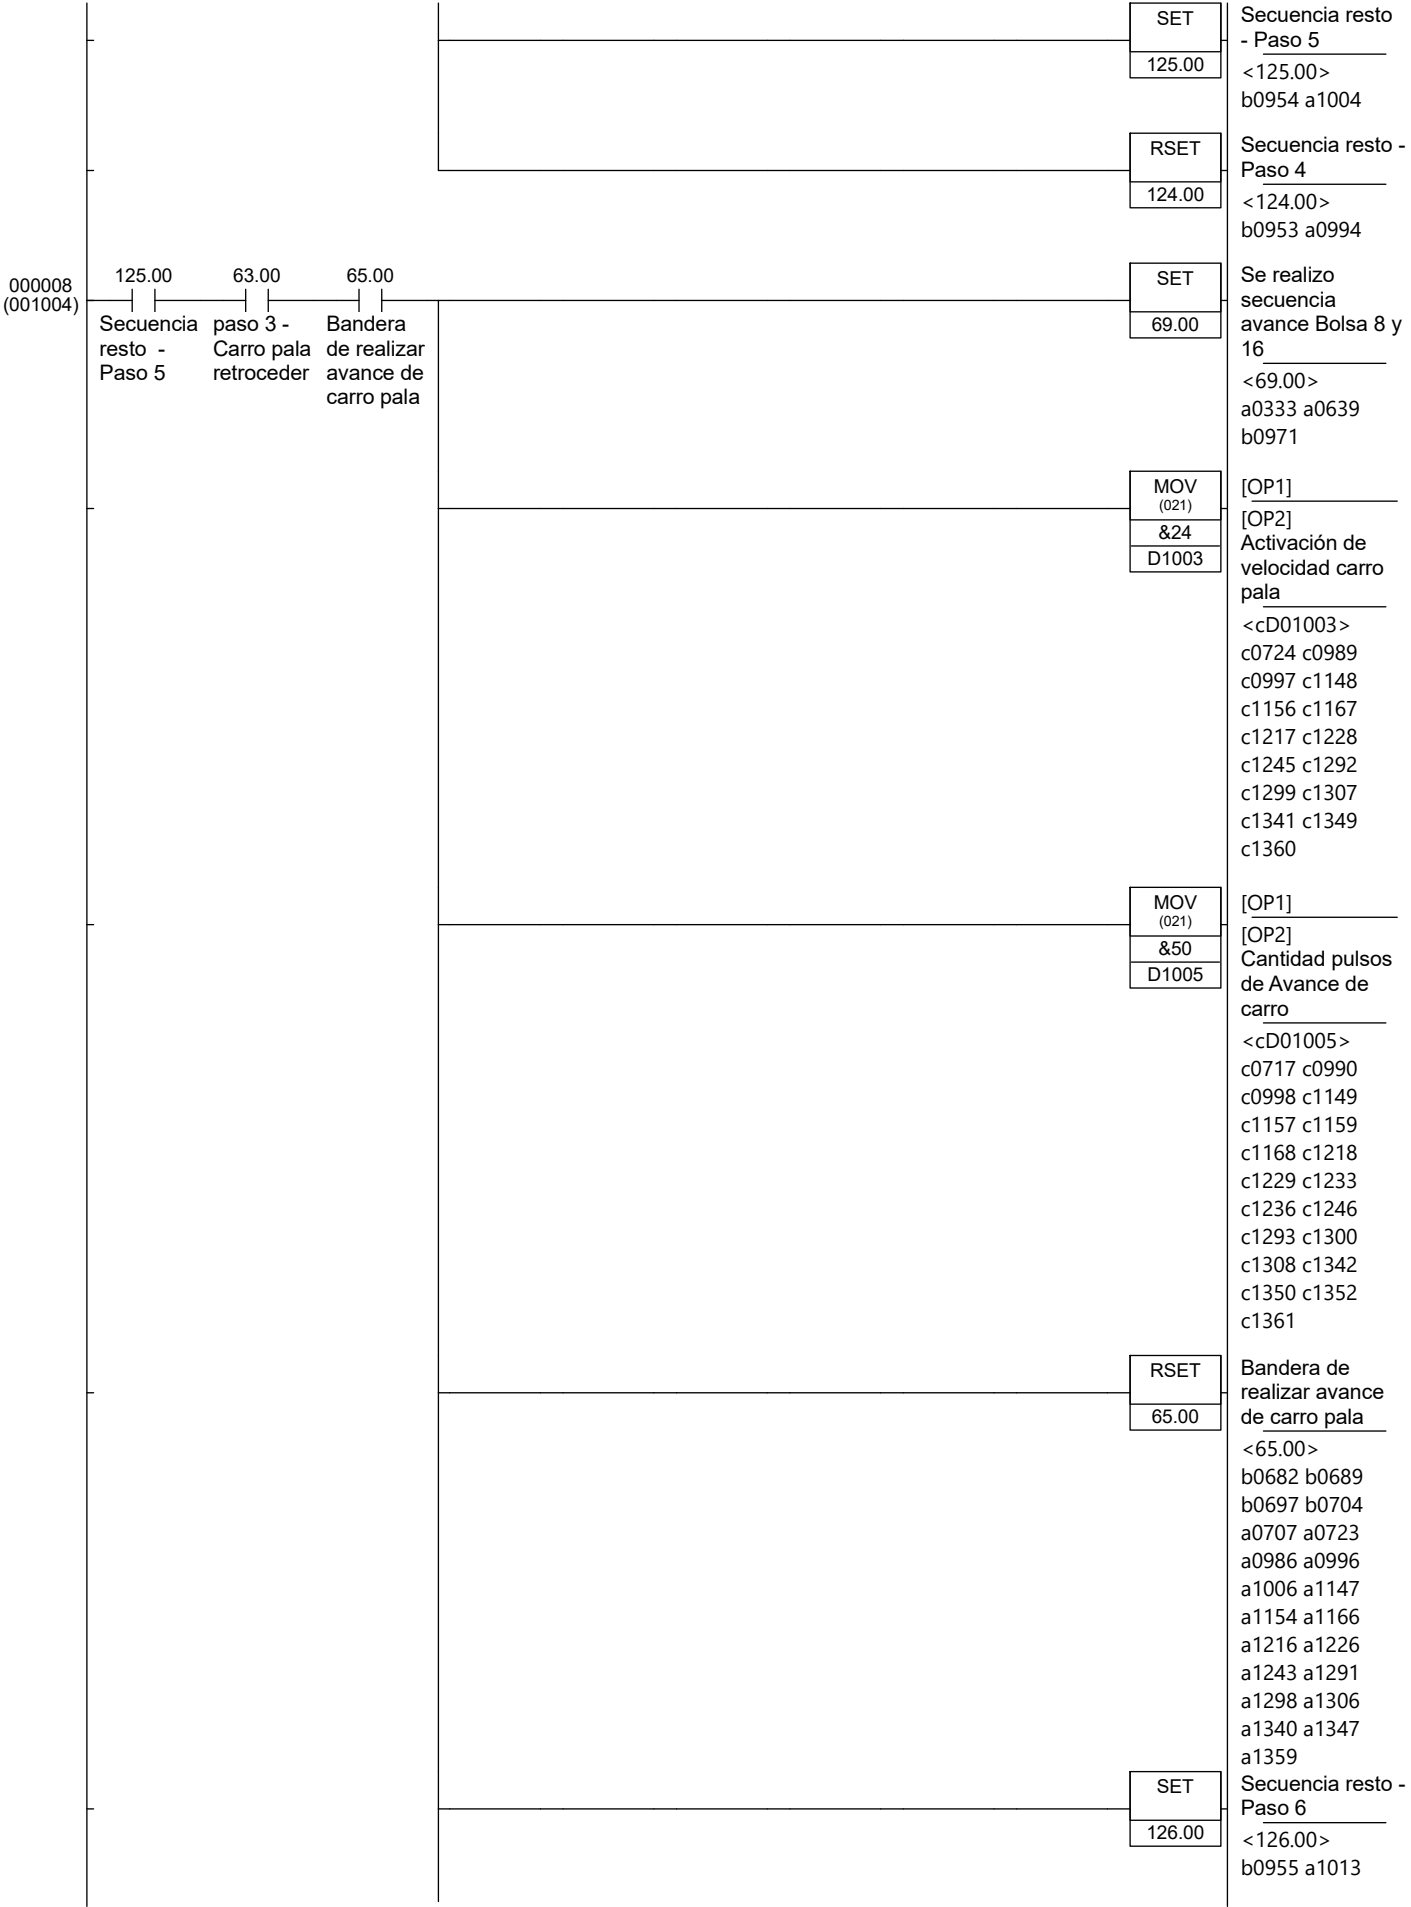 SET
125.00
Secuencia resto
- Paso 5
<125.00>
b0954 a1004
RSET
124.00
Secuencia resto -
Paso 4
<124.00>
b0953 a0994
000008
(001004)
125.00
Secuencia
resto -
Paso 5
63.00
paso 3 -
Carro pala
retroceder
65.00
Bandera
de realizar
avance de
carro pala
SET
69.00
Se realizo
secuencia
avance Bolsa 8 y
16
<69.00>
a0333 a0639
b0971
MOV
(021)
&24
D1003
[OP1]
[OP2]
Activación de
velocidad carro
pala
<cD01003>
c0724 c0989
c0997 c1148
c1156 c1167
c1217 c1228
c1245 c1292
c1299 c1307
c1341 c1349
c1360
MOV
(021)
&50
D1005
[OP1]
[OP2]
Cantidad pulsos
de Avance de
carro
<cD01005>
c0717 c0990
c0998 c1149
c1157 c1159
c1168 c1218
c1229 c1233
c1236 c1246
c1293 c1300
c1308 c1342
c1350 c1352
c1361
RSET
65.00
Bandera de
realizar avance
de carro pala
<65.00>
b0682 b0689
b0697 b0704
a0707 a0723
a0986 a0996
a1006 a1147
a1154 a1166
a1216 a1226
a1243 a1291
a1298 a1306
a1340 a1347
a1359
SET
126.00
Secuencia resto -
Paso 6
<126.00>
b0955 a1013